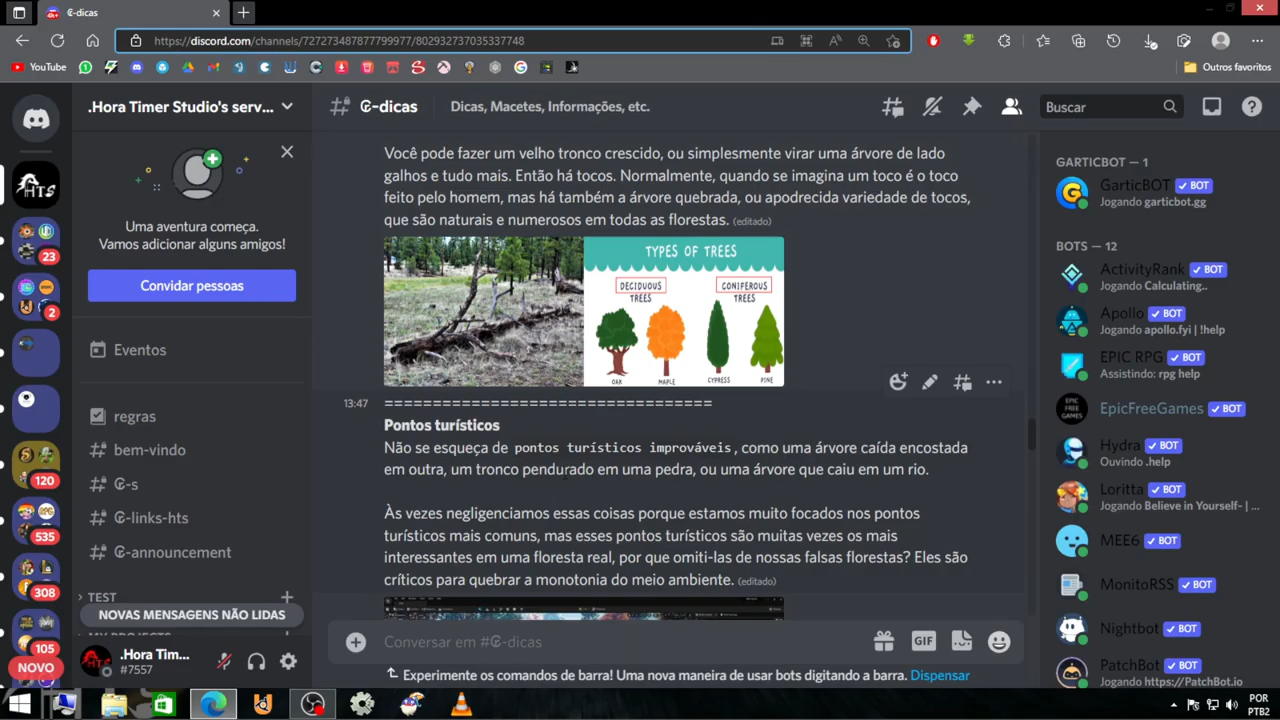 ₢-dicas
https://discord.com/channels/727273487877799977/802932737035337748
YouTube
Outros favoritos
.Hora Timer Studio's serv...
₢-dicas
Dicas, Macetes, Informações, etc.
Buscar
Uma aventura começa.
Vamos adicionar alguns amigos!
Convidar pessoas
Eventos
regras
bem-vindo
₢-s
₢-links-hts
₢-announcement
TEST
NOVAS MENSAGENS NÃO LIDAS
.Hora Tim...
#7557
HTS
23
2
120
535
308
105
NOVO
Você pode fazer um velho tronco crescido, ou simplesmente virar uma árvore de lado
galhos e tudo mais. Então há tocos. Normalmente, quando se imagina um toco é o toco
feito pelo homem, mas há também a árvore quebrada, ou apodrecida variedade de tocos,
que são naturais e numerosos em todas as florestas. (editado)
TYPES OF TREES
DECIDUOUS
TREES
CONIFEROUS
TREES
OAK
MAPLE
CYPRESS
PINE
13:47
==================================
Pontos turísticos
Não se esqueça de pontos turísticos improváveis, como uma árvore caída encostada
em outra, um tronco pendurado em uma pedra, ou uma árvore que caiu em um rio.
Às vezes negligenciamos essas coisas porque estamos muito focados nos pontos
turísticos mais comuns, mas esses pontos turísticos são muitas vezes os mais
interessantes em uma floresta real, por que omiti-las de nossas falsas florestas? Eles são
críticos para quebrar a monotonia do meio ambiente. (editado)
Conversar em #₢-dicas
GIF
Experimente os comandos de barra! Uma nova maneira de usar bots digitando a barra. Dispensar
GARTICBOT — 1
GarticBOT ✓ BOT
Jogando garticbot.gg
BOTS — 12
ActivityRank ✓ BOT
Jogando Calculating..
Apollo ✓ BOT
Jogando apollo.fyi | !help
EPIC RPG ✓ BOT
Assistindo: rpg help
EPIC
FREE
GAMES
EpicFreeGames ✓ BOT
Hydra ✓ BOT
Ouvindo .help
Loritta ✓ BOT
Jogando Believe in Yourself~ | ...
MEE6 ✓ BOT
MonitoRSS ✓ BOT
Nightbot ✓ BOT
PatchBot ✓ BOT
Jogando https://PatchBot.io
POR
PTB2